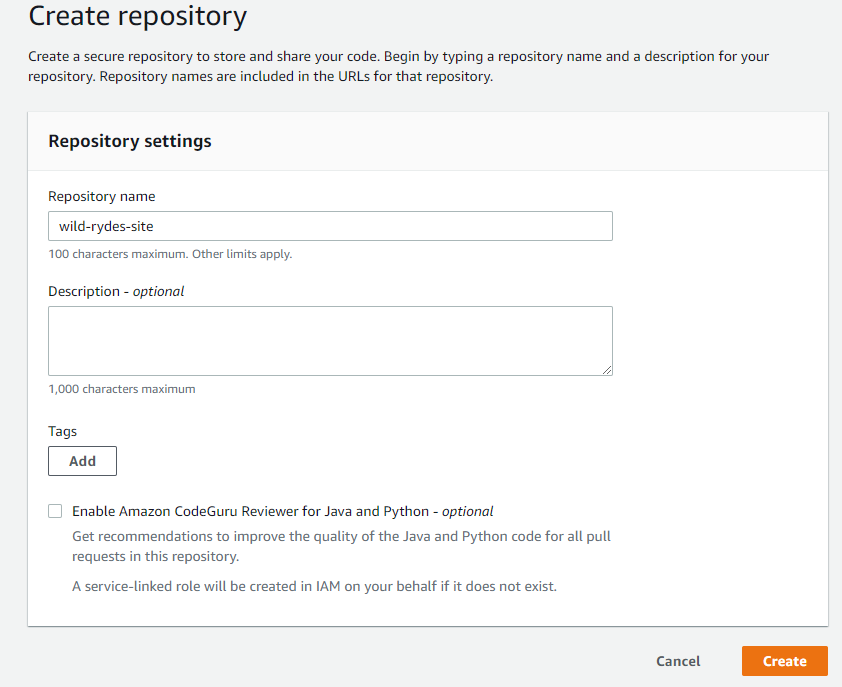 Create repository
Create a secure repository to store and share your code. Begin by typing a repository name and a description for your
repository. Repository names are included in the URLs for that repository.
Repository settings
Repository name
wild-rydes-site
100 characters maximum. Other limits apply.
Description - optional
1,000 characters maximum
Tags
Add
Enable Amazon CodeGuru Reviewer for Java and Python - optional
Get recommendations to improve the quality of the Java and Python code for all pull
requests in this repository.
A service-linked role will be created in IAM on your behalf if it does not exist.
Cancel
Create